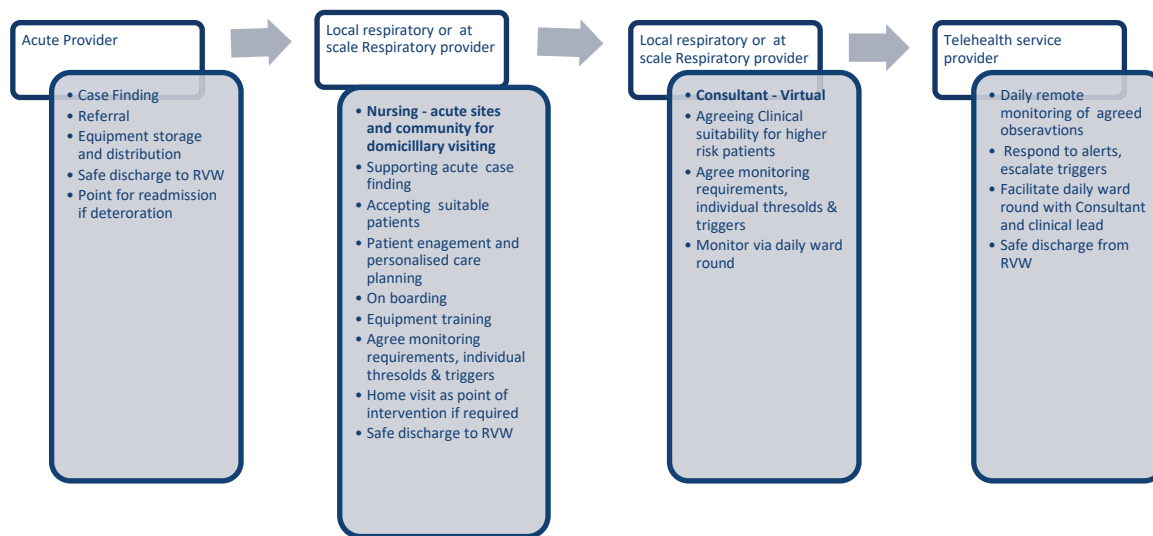 Acute Provider
• Case Finding
• Referral
• Equipment storage
and distribution
• Safe discharge to RVW
• Point for readmission
if deteroration
Local respiratory or at
scale Respiratory provider
• Nursing - acute sites
and community for
domicilllary visiting
• Supporting acute case
finding
• Accepting suitable
patients
• Patient enagement and
personalised care
planning
• On boarding
• Equipment training
• Agree monitoring
requirements, individual
thresolds & triggers
• Home visit as point of
intervention if required
• Safe discharge to RVW
Local respiratory or at
scale Respiratory provider
• Consultant - Virtual
• Agreeing Clinical
suitability for higher
risk patients
• Agree monitoring
requirements,
individual thresolds &
triggers
• Monitor via daily ward
round
Telehealth service
provider
• Daily remote
monitoring of agreed
obseravtions
• Respond to alerts,
escalate triggers
• Facilitate daily ward
round with Consultant
and clinical lead
• Safe discharge from
RVW